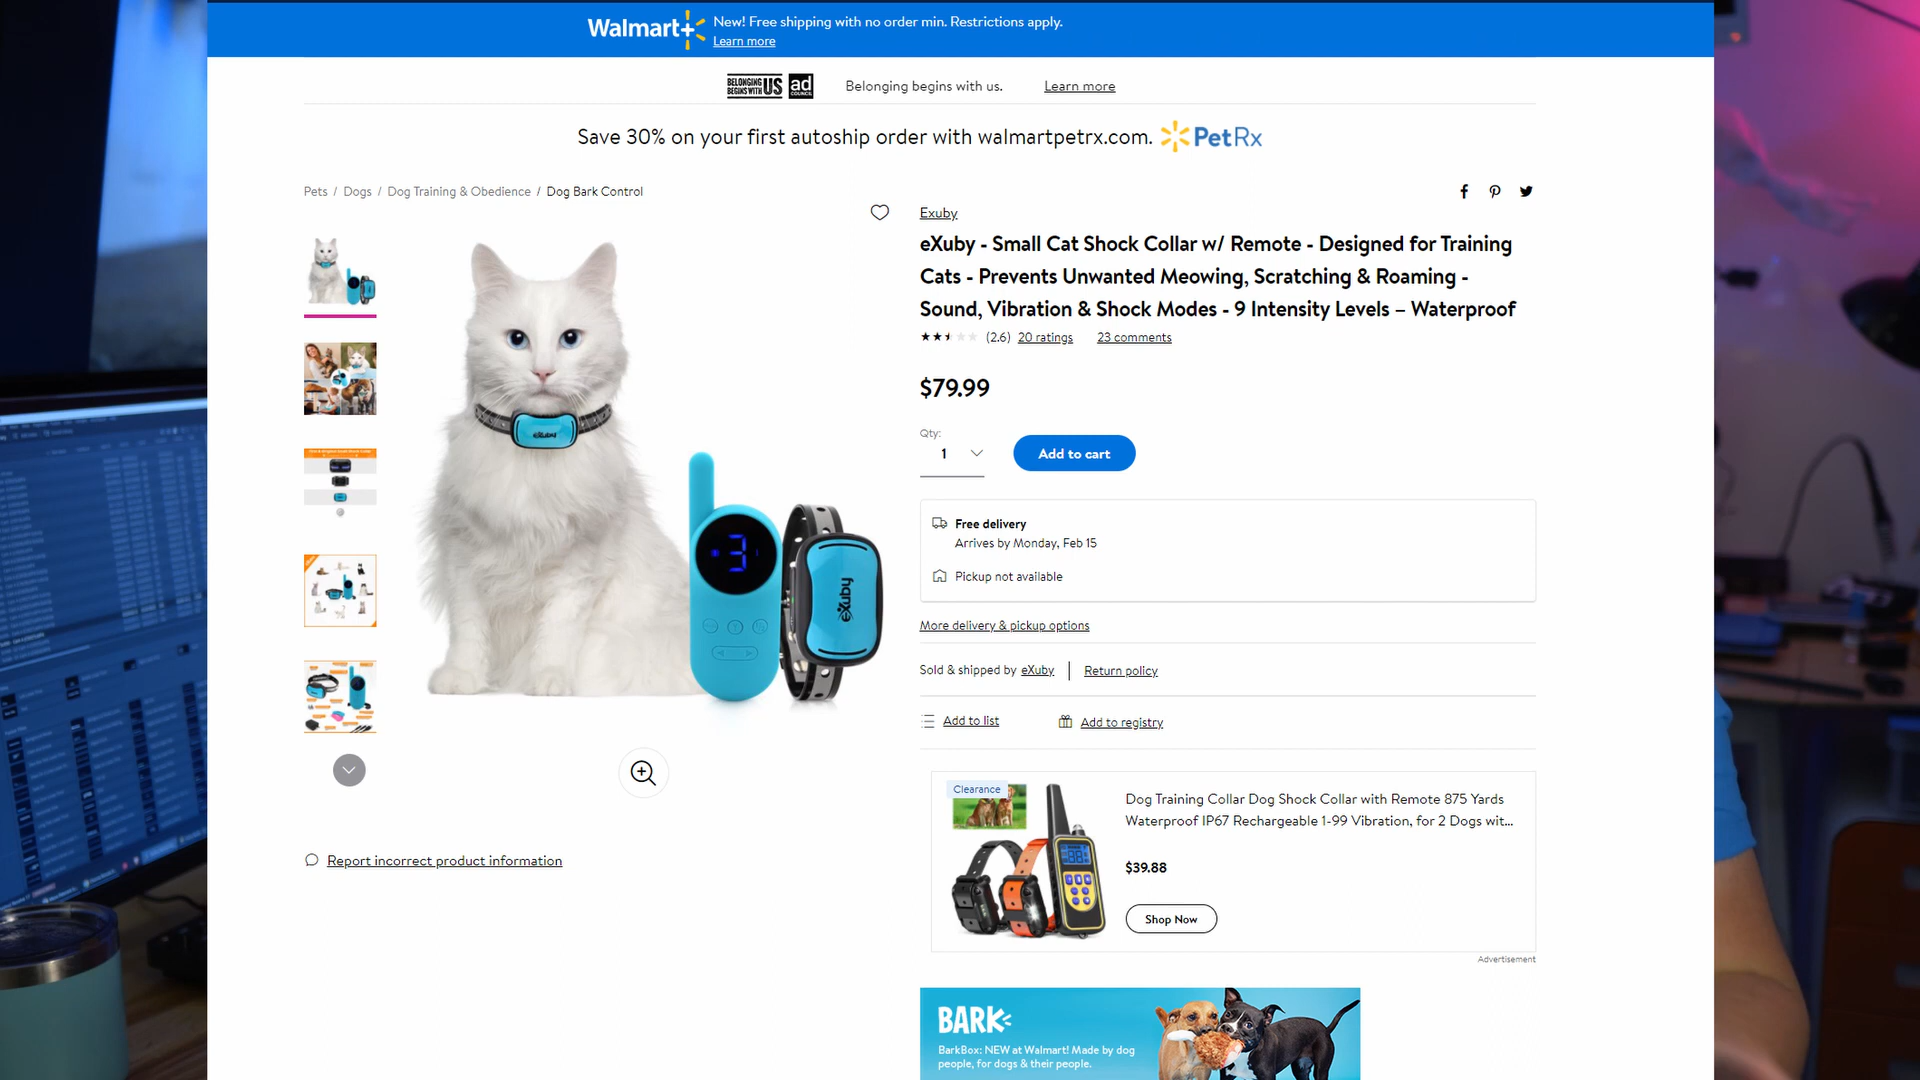 Walmart+
New! Free shipping with no order min. Restrictions apply.
Learn more
BELONGING
BEGINS WITH US
ad
COUNCIL
Belonging begins with us.
Learn more
Save 30% on your first autoship order with walmartpetrx.com.
PetRx
Pets / Dogs / Dog Training & Obedience / Dog Bark Control
Exuby
eXuby - Small Cat Shock Collar w/ Remote - Designed for Training
Cats - Prevents Unwanted Meowing, Scratching & Roaming -
Sound, Vibration & Shock Modes - 9 Intensity Levels – Waterproof
(2.6) 20 ratings 23 comments
$79.99
Qty:
1
Add to cart
eXuby
3
eXuby
Free delivery
Arrives by Monday, Feb 15
Pickup not available
More delivery & pickup options
Sold & shipped by eXuby
Return policy
Add to list
Add to registry
Clearance
Dog Training Collar Dog Shock Collar with Remote 875 Yards
Waterproof IP67 Rechargeable 1-99 Vibration, for 2 Dogs wit...
$39.88
Shop Now
Advertisement
Report incorrect product information
BARK
BarkBox: NEW at Walmart! Made by dog
people, for dogs & their people.